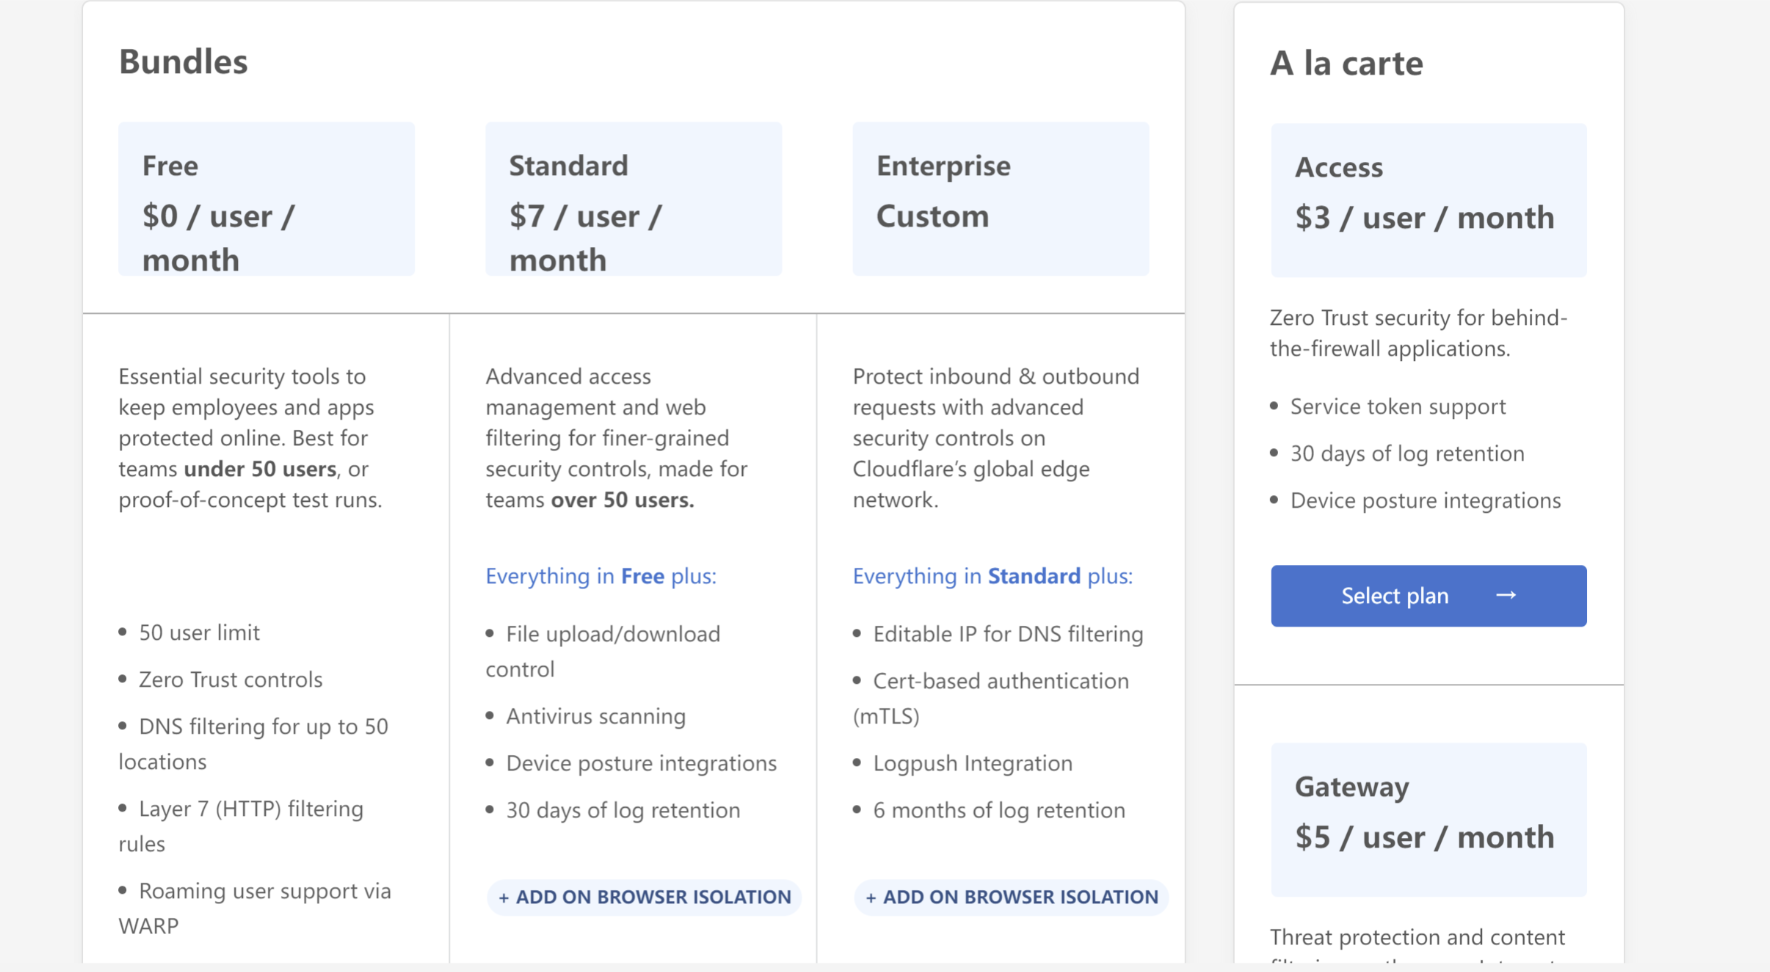 Bundles
Free
$0 / user /
month
Standard
$7 / user /
month
Enterprise
Custom
Essential security tools to
keep employees and apps
protected online. Best for
teams under 50 users, or
proof-of-concept test runs.
• 50 user limit
• Zero Trust controls
• DNS filtering for up to 50
locations
• Layer 7 (HTTP) filtering
rules
• Roaming user support via
WARP
Advanced access
management and web
filtering for finer-grained
security controls, made for
teams over 50 users.
Everything in Free plus:
• File upload/download
control
• Antivirus scanning
• Device posture integrations
• 30 days of log retention
+ ADD ON BROWSER ISOLATION
Protect inbound & outbound
requests with advanced
security controls on
Cloudflare’s global edge
network.
Everything in Standard plus:
• Editable IP for DNS filtering
• Cert-based authentication
(mTLS)
• Logpush Integration
• 6 months of log retention
+ ADD ON BROWSER ISOLATION
A la carte
Access
$3 / user / month
Zero Trust security for behind-
the-firewall applications.
• Service token support
• 30 days of log retention
• Device posture integrations
Select plan →
Gateway
$5 / user / month
Threat protection and content